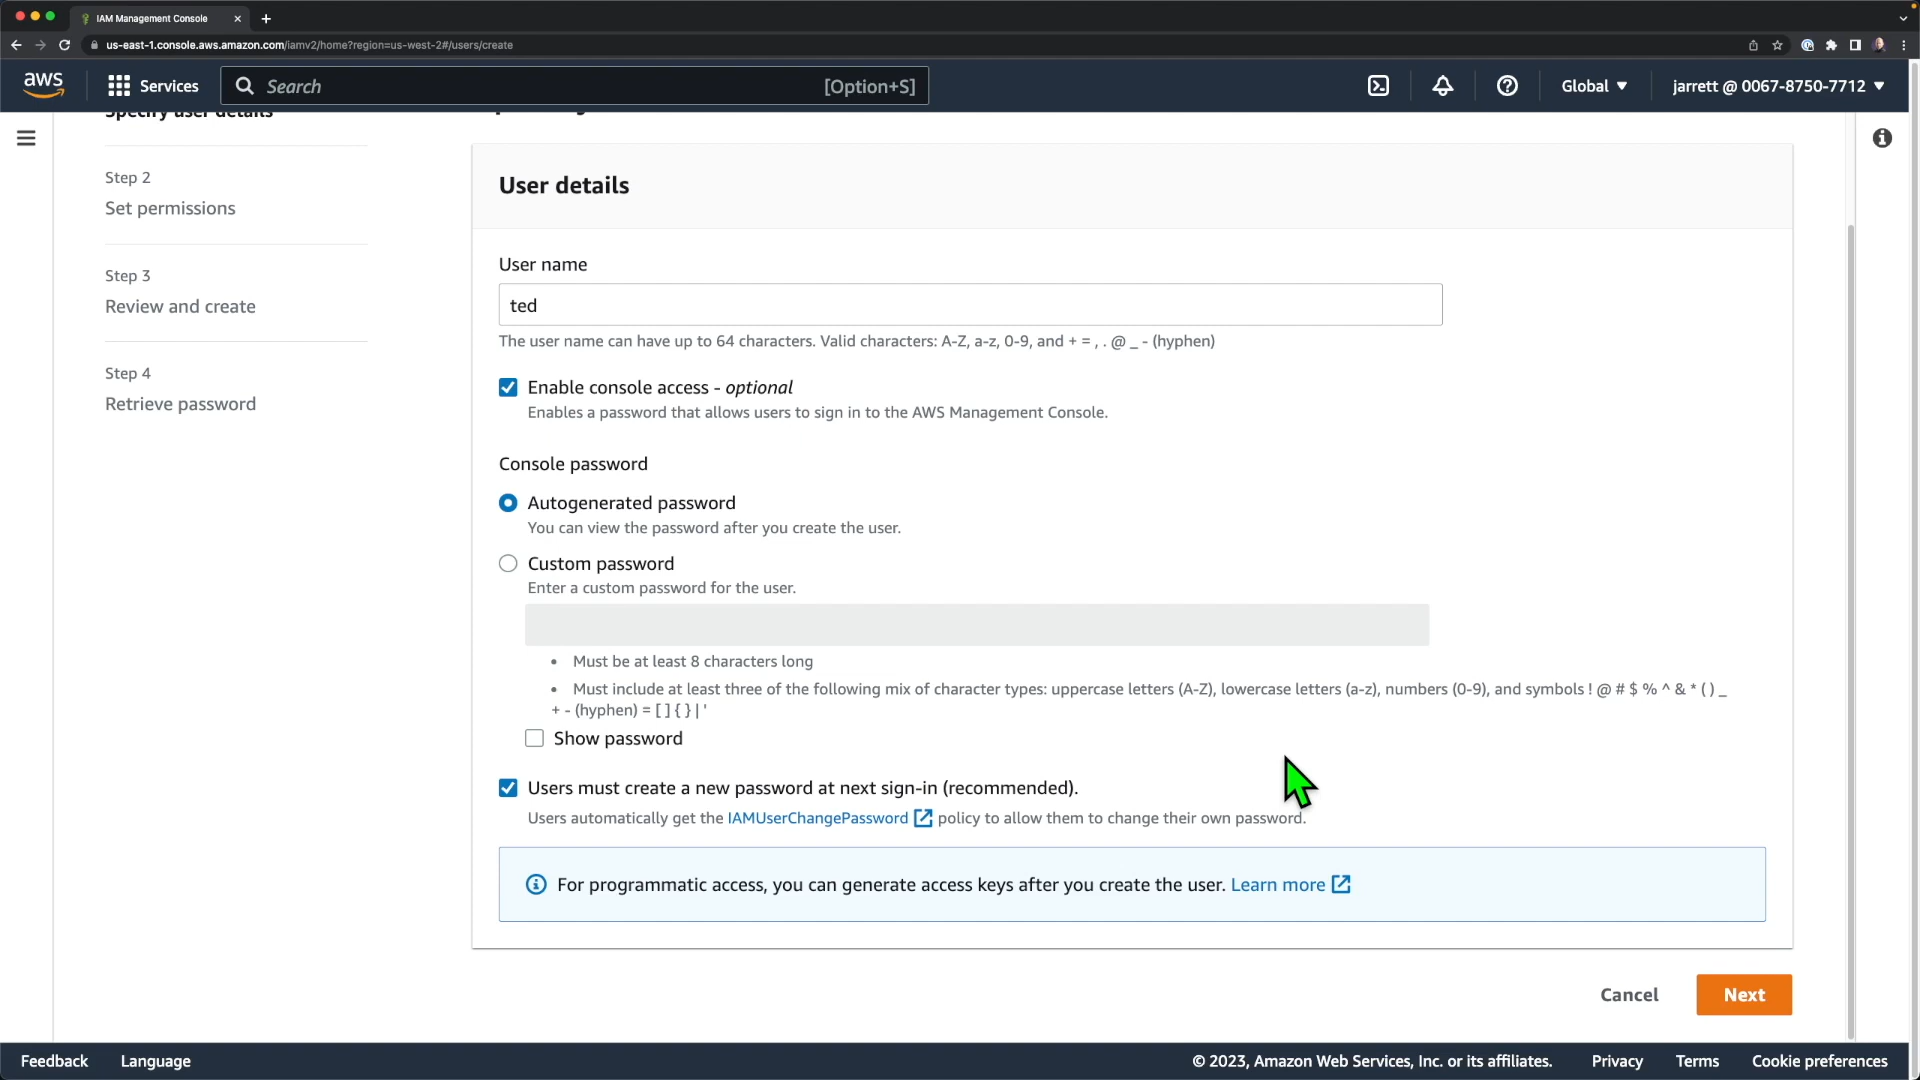 IAM Management Console
us-east-1.console.aws.amazon.com/iamv2/home?region=us-west-2#/users/create
aws
Services
Search
[Option+S]
Global
jarrett @ 0067-8750-7712
Specify user details
Step 2
Set permissions
Step 3
Review and create
Step 4
Retrieve password
User details
User name
ted
The user name can have up to 64 characters. Valid characters: A-Z, a-z, 0-9, and + = , . @ _ - (hyphen)
Enable console access - optional
Enables a password that allows users to sign in to the AWS Management Console.
Console password
Autogenerated password
You can view the password after you create the user.
Custom password
Enter a custom password for the user.
• Must be at least 8 characters long
• Must include at least three of the following mix of character types: uppercase letters (A-Z), lowercase letters (a-z), numbers (0-9), and symbols ! @ # $ % ^ & * ( ) _
+ - (hyphen) = [ ] { } | '
Show password
Users must create a new password at next sign-in (recommended).
Users automatically get the IAMUserChangePassword policy to allow them to change their own password.
For programmatic access, you can generate access keys after you create the user. Learn more
Cancel
Next
Feedback
Language
© 2023, Amazon Web Services, Inc. or its affiliates.
Privacy
Terms
Cookie preferences